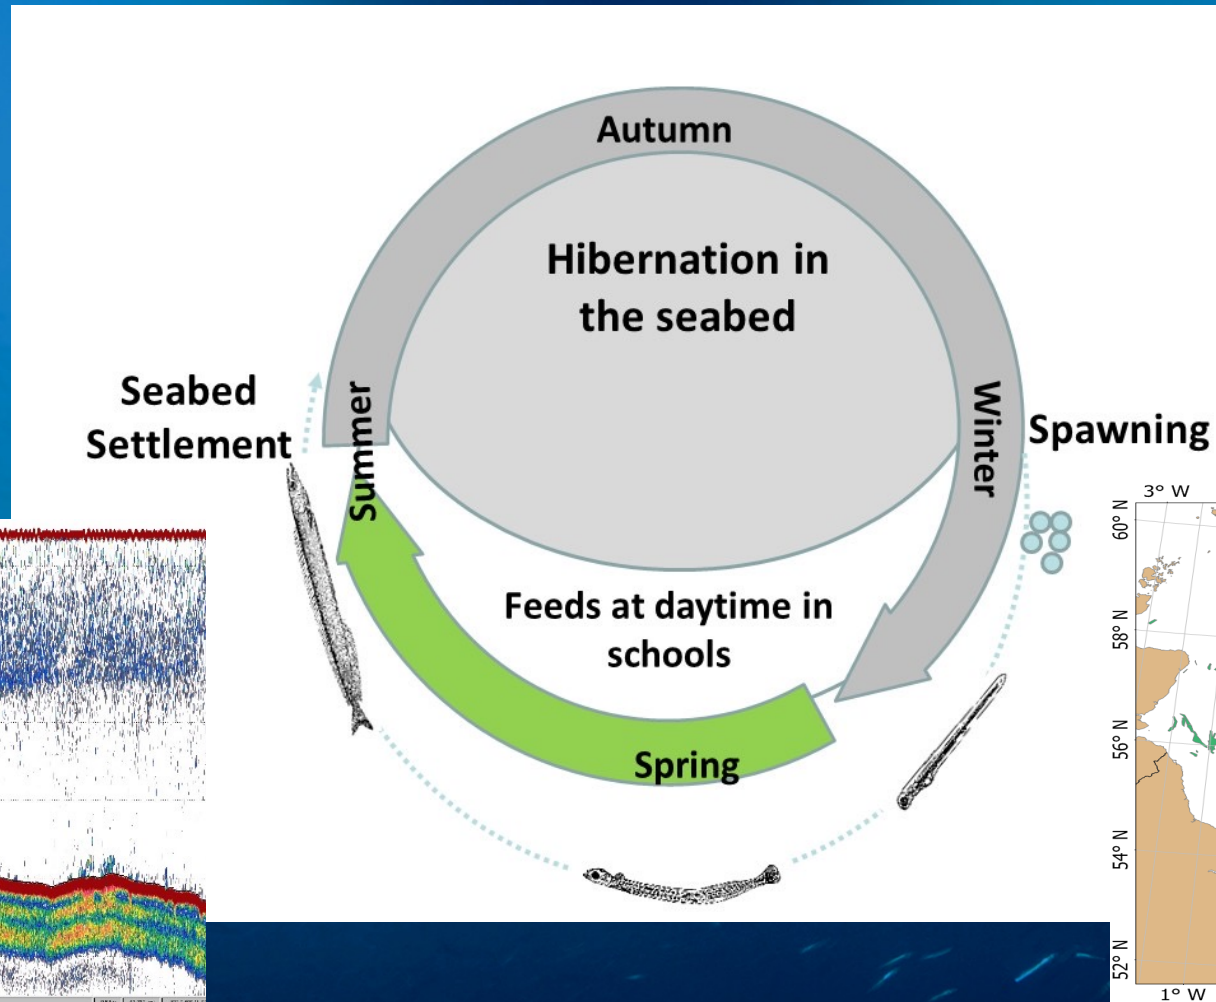 Autumn
Hibernation in
the seabed
Seabed
Settlement
Summer
Winter
Spawning
Feeds at daytime in
schools
Spring
3° W
60° N
58° N
56° N
54° N
52° N
1° W